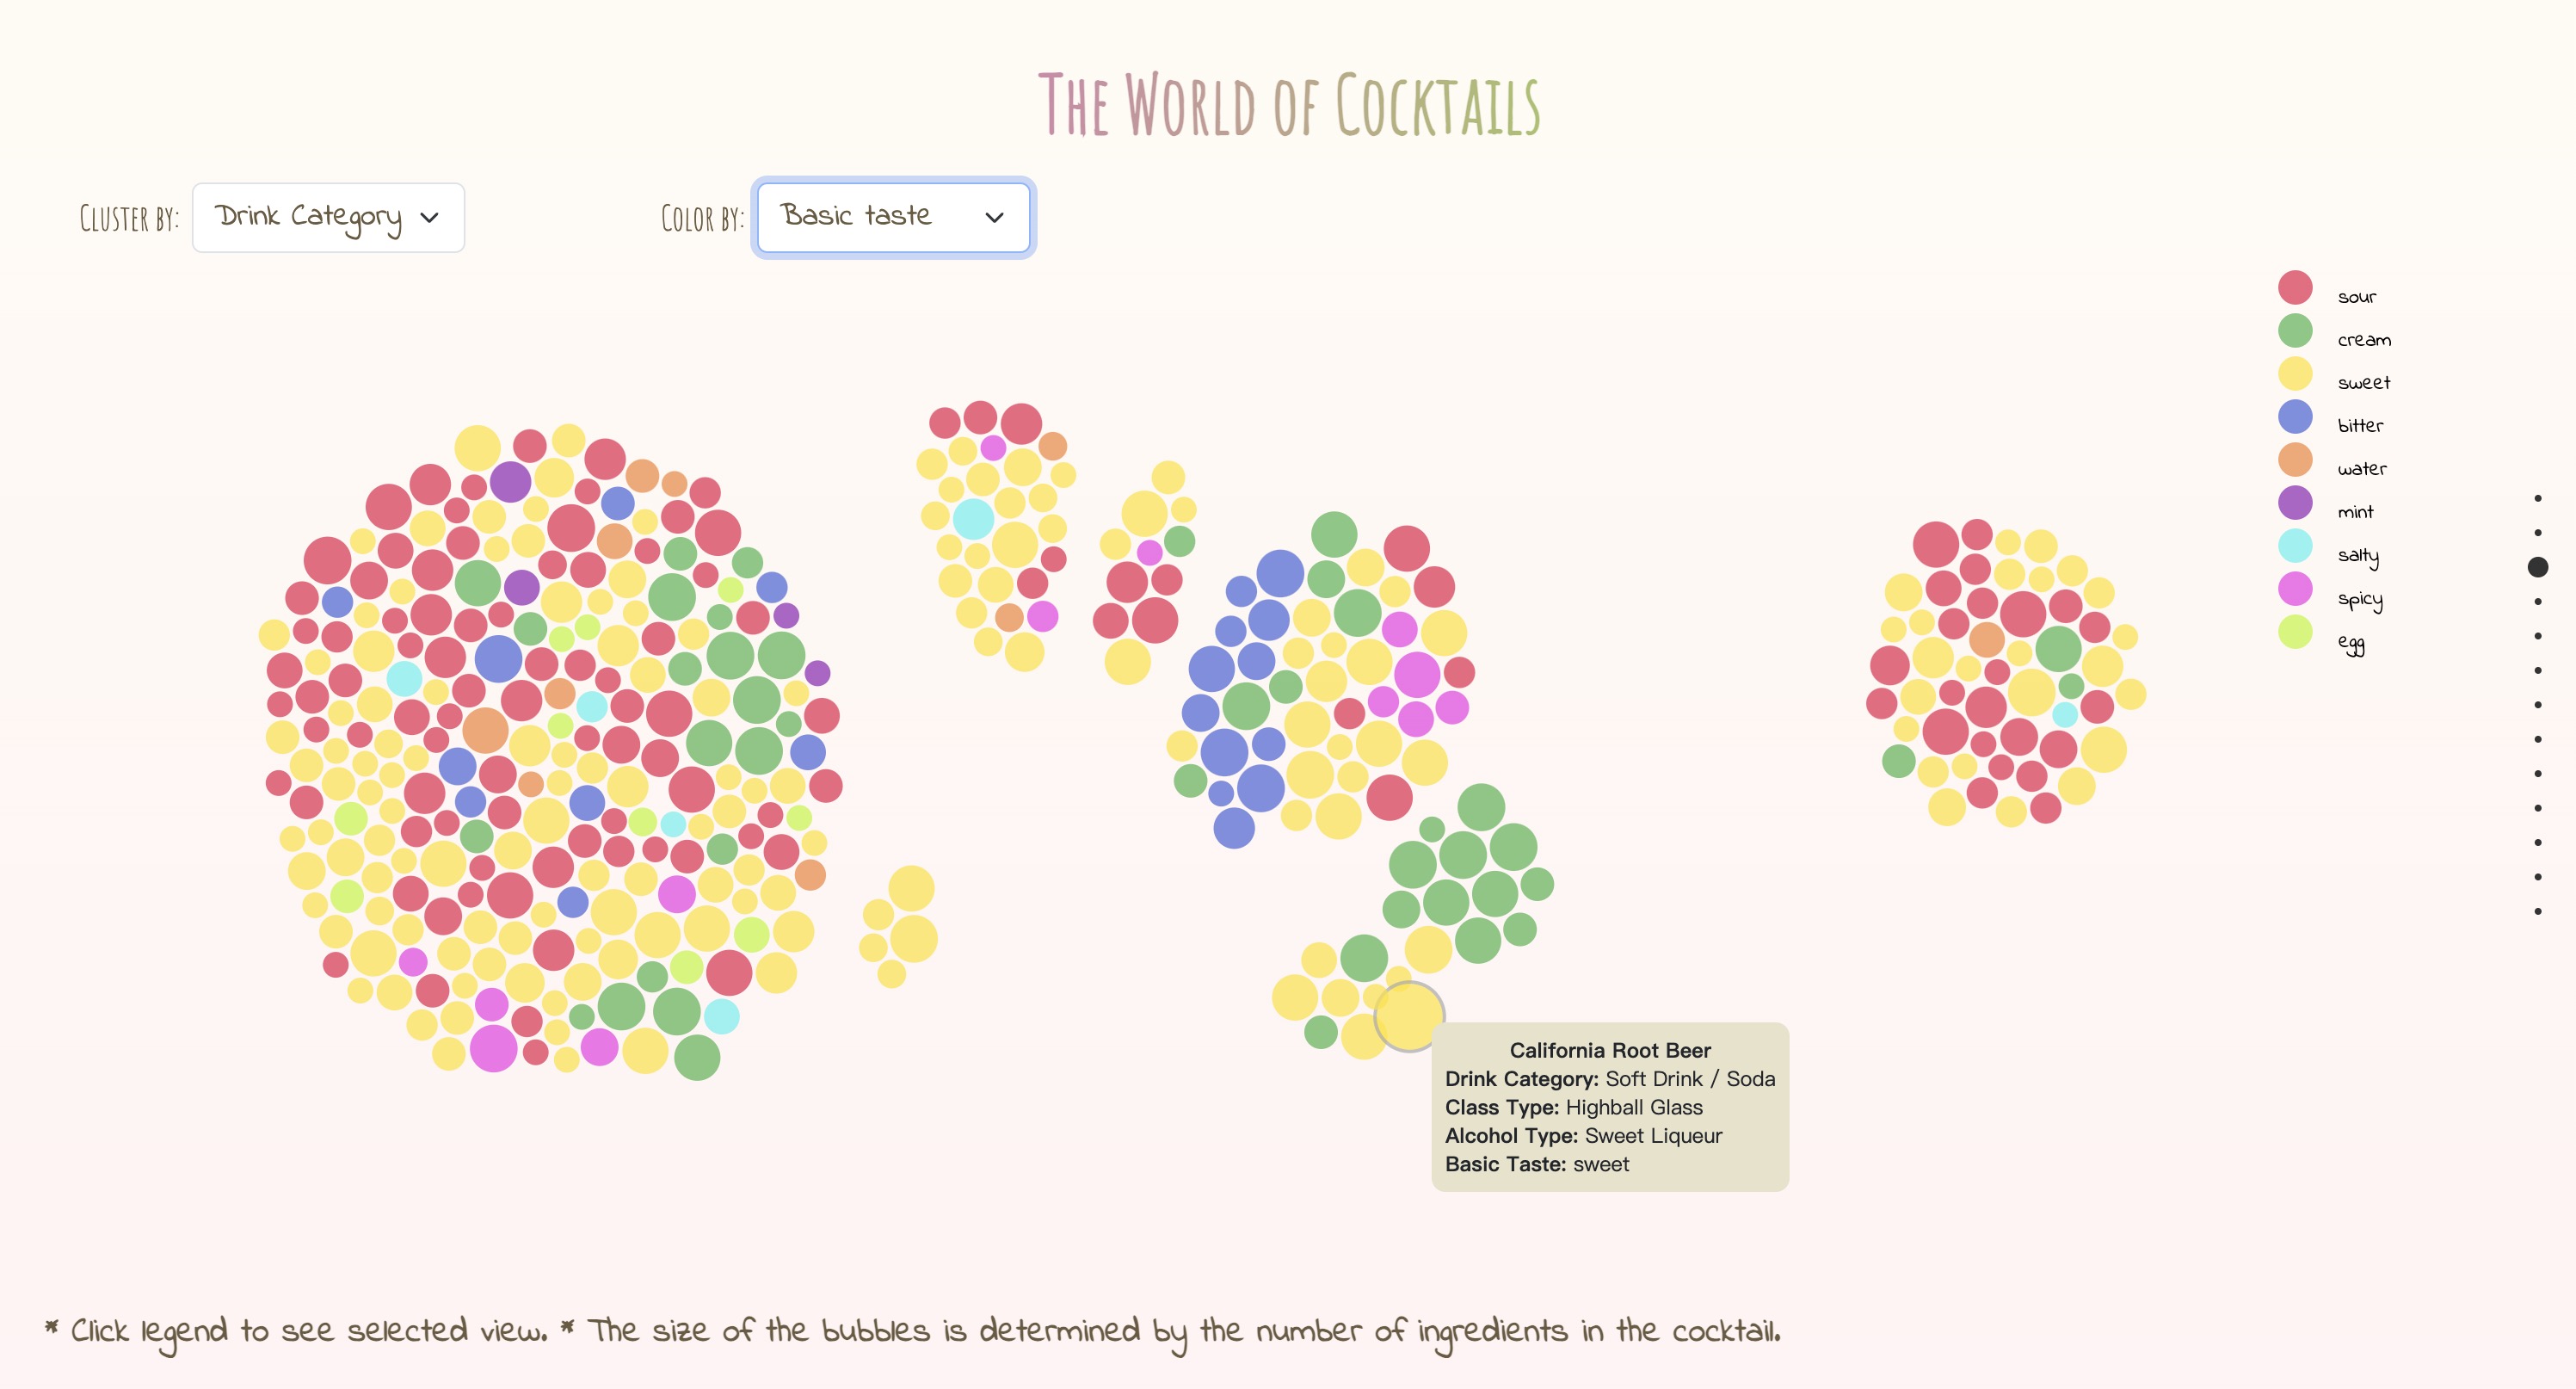 The World of Cocktails
Cluster by: Drink Category Color by: Basic taste
sour
cream
sweet
bitter
water
mint
salty
spicy
egg
California Root Beer
Drink Category: Soft Drink / Soda
Class Type: Highball Glass
Alcohol Type: Sweet Liqueur
Basic Taste: sweet
* Click legend to see selected view. * The size of the bubbles is determined by the number of ingredients in the cocktail.